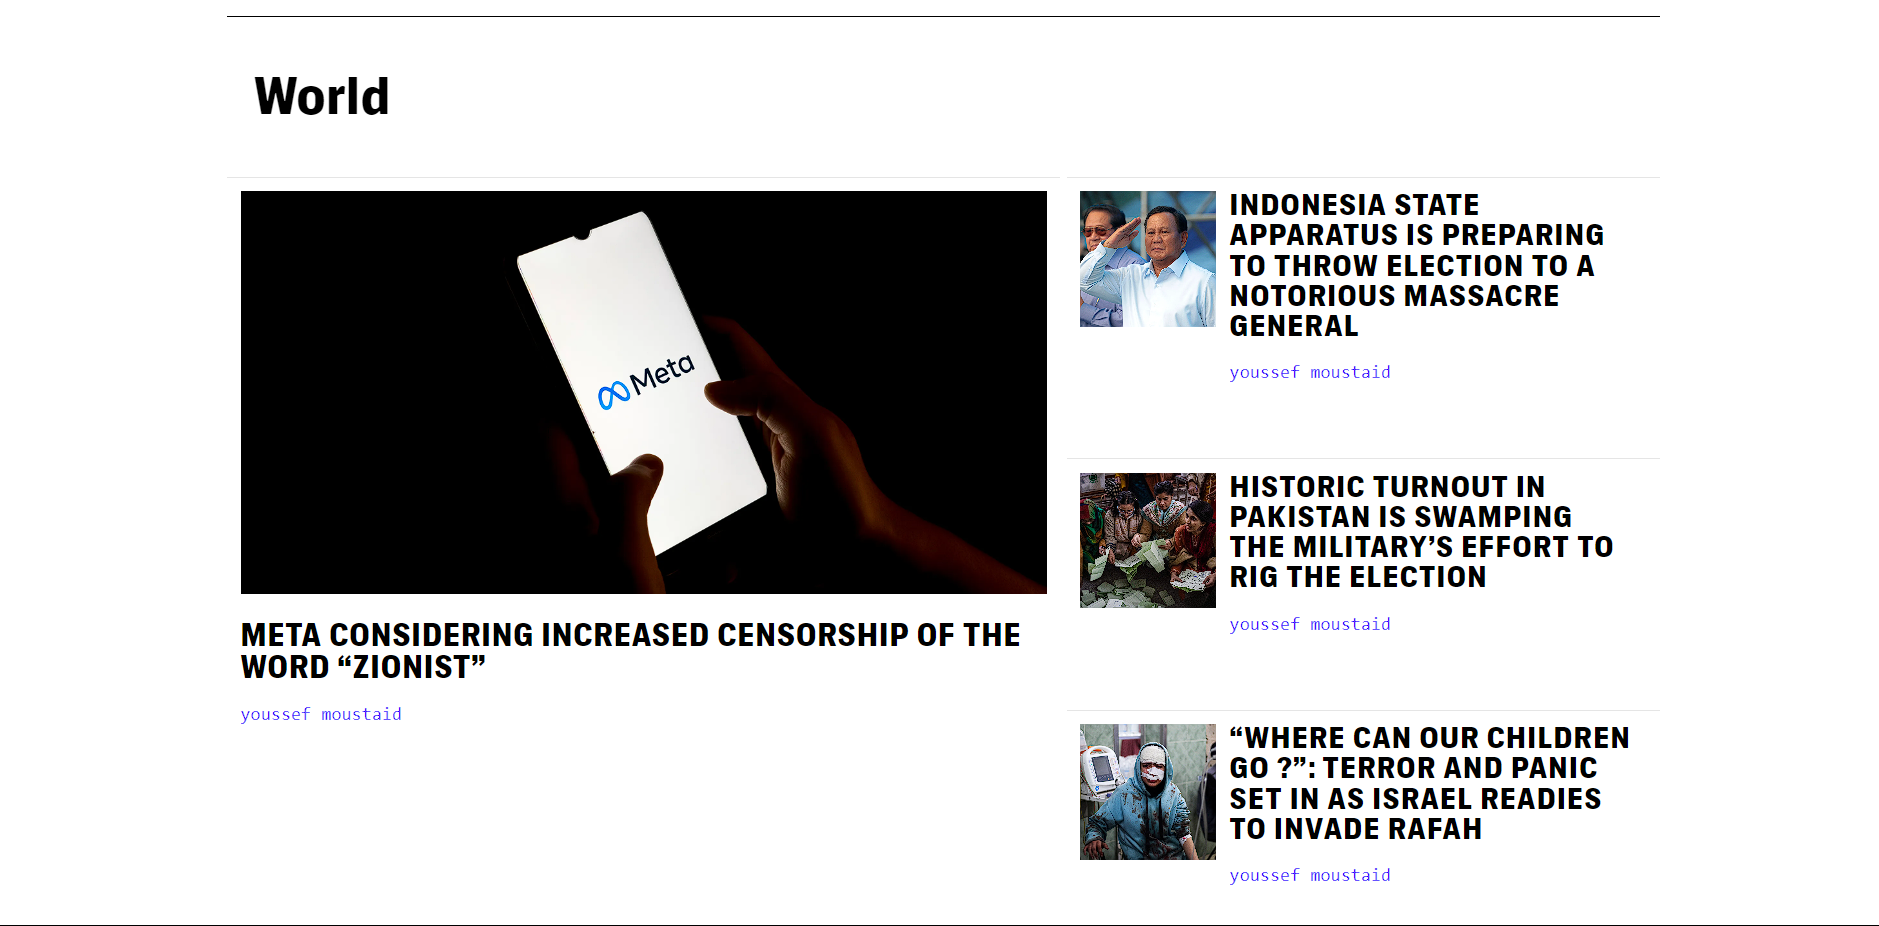 World
Meta
META CONSIDERING INCREASED CENSORSHIP OF THE
WORD “ZIONIST”
youssef moustaid
INDONESIA STATE
APPARATUS IS PREPARING
TO THROW ELECTION TO A
NOTORIOUS MASSACRE
GENERAL
youssef moustaid
HISTORIC TURNOUT IN
PAKISTAN IS SWAMPING
THE MILITARY’S EFFORT TO
RIG THE ELECTION
youssef moustaid
“WHERE CAN OUR CHILDREN
GO ?”: TERROR AND PANIC
SET IN AS ISRAEL READIES
TO INVADE RAFAH
youssef moustaid